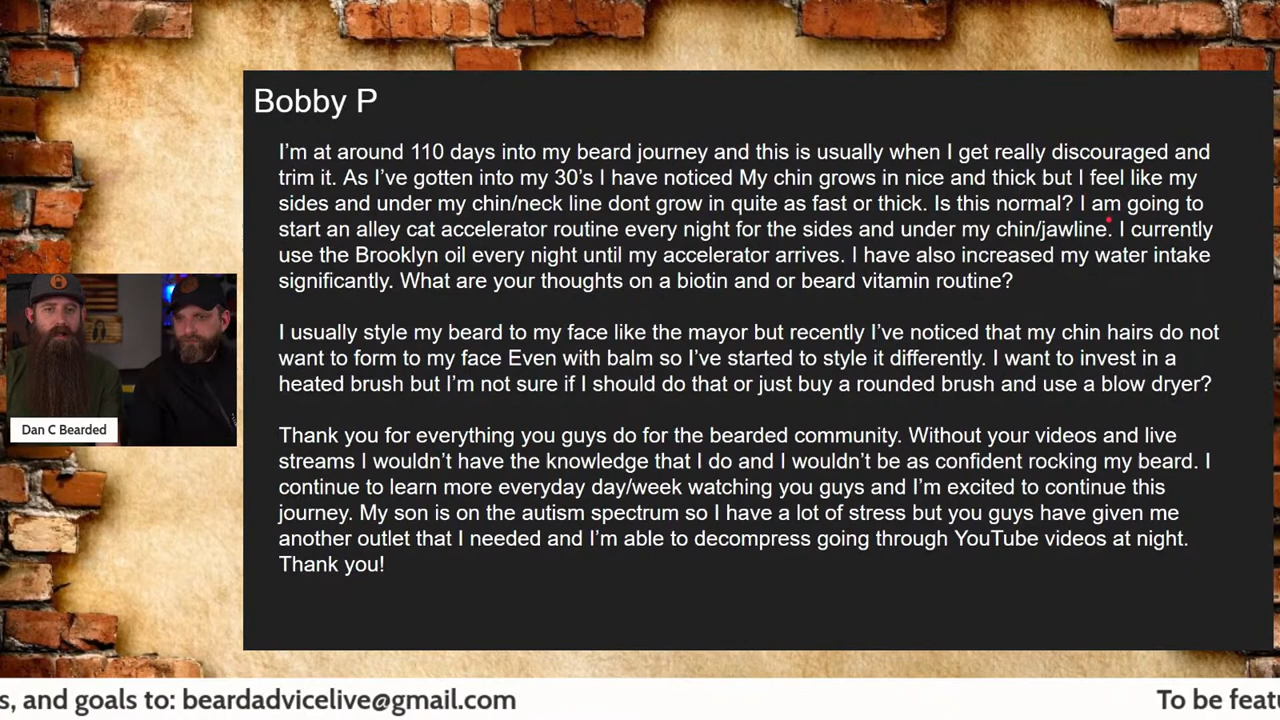 Bobby P
I'm at around 110 days into my beard journey and this is usually when I get really discouraged and
trim it. As I've gotten into my 30's I have noticed My chin grows in nice and thick but I feel like my
sides and under my chin/neck line dont grow in quite as fast or thick. Is this normal? I am going to
start an alley cat accelerator routine every night for the sides and under my chin/jawline. I currently
use the Brooklyn oil every night until my accelerator arrives. I have also increased my water intake
significantly. What are your thoughts on a biotin and or beard vitamin routine?
I usually style my beard to my face like the mayor but recently I've noticed that my chin hairs do not
want to form to my face Even with balm so I've started to style it differently. I want to invest in a
heated brush but I'm not sure if I should do that or just buy a rounded brush and use a blow dryer?
Thank you for everything you guys do for the bearded community. Without your videos and live
streams I wouldn't have the knowledge that I do and I wouldn't be as confident rocking my beard. I
continue to learn more everyday day/week watching you guys and I'm excited to continue this
journey. My son is on the autism spectrum so I have a lot of stress but you guys have given me
another outlet that I needed and I'm able to decompress going through YouTube videos at night.
Thank you!
Dan C Bearded
s, and goals to: beardadvicelive@gmail.com
To be featu